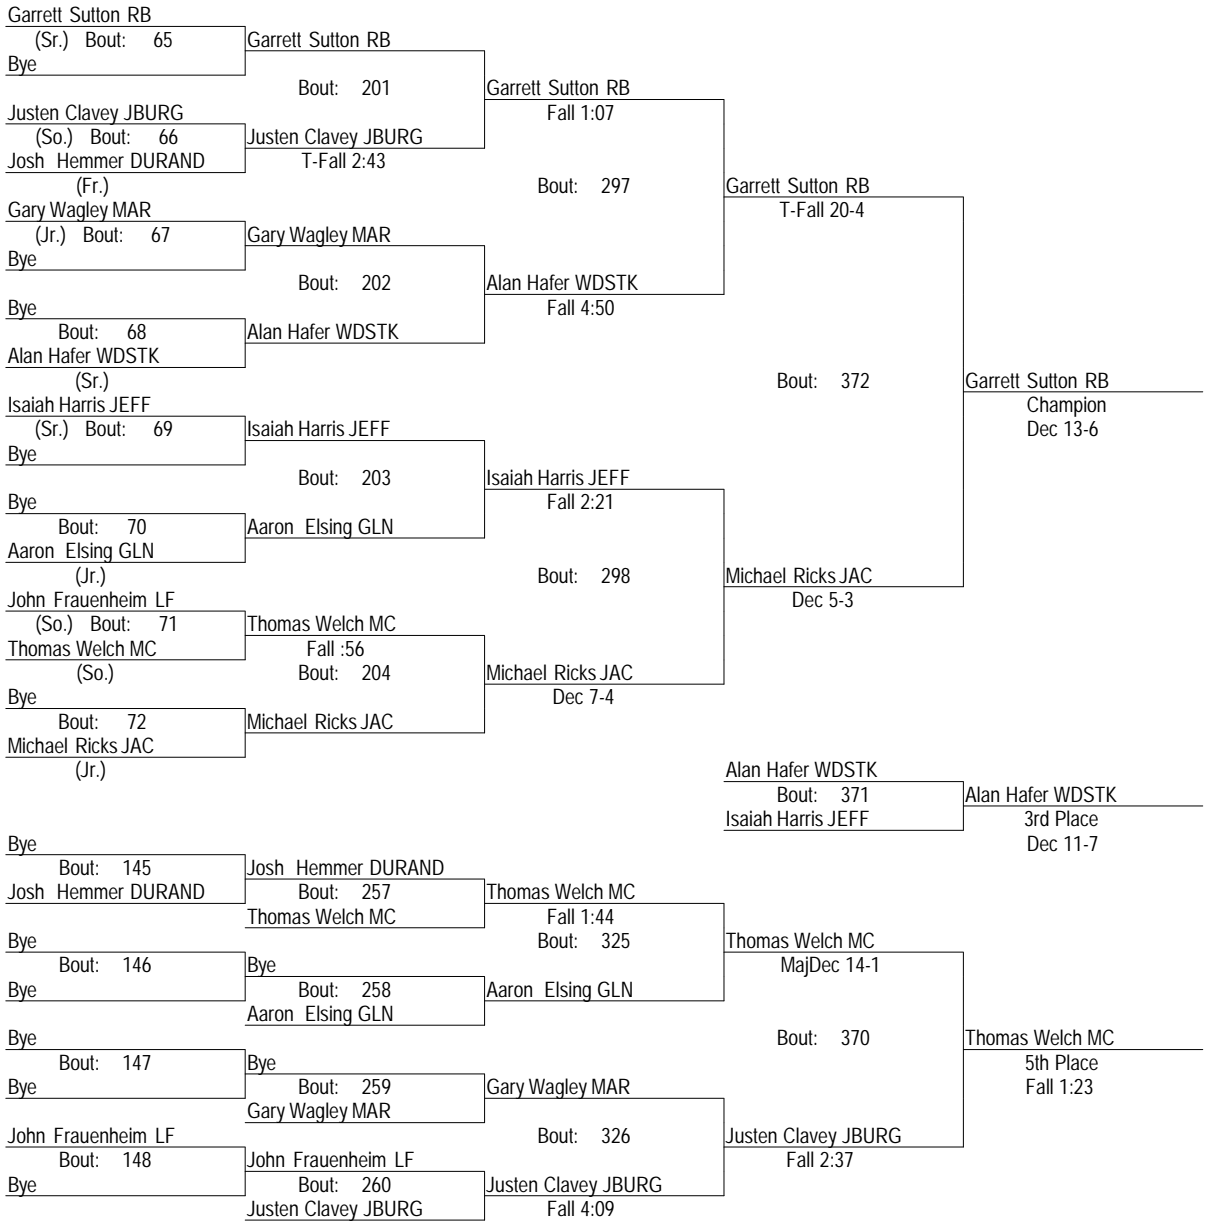 Garrett Sutton RB
(Sr.) Bout: 65 Garrett Sutton RB
Bye
Bout: 201 Garrett Sutton RB
Justen Clavey JBURG Fall 1:07
(So.) Bout: 66 Justen Clavey JBURG
Josh Hemmer DURAND T-Fall 2:43
(Fr.) Bout: 297 Garrett Sutton RB
Gary Wagley MAR T-Fall 20-4
(Jr.) Bout: 67 Gary Wagley MAR
Bye
Bout: 202 Alan Hafer WDSTK
Bye Fall 4:50
Bout: 68 Alan Hafer WDSTK
Alan Hafer WDSTK
(Sr.) Bout: 372 Garrett Sutton RB
Isaiah Harris JEFF Champion
(Sr.) Bout: 69 Isaiah Harris JEFF Dec 13-6
Bye
Bout: 203 Isaiah Harris JEFF
Bye Fall 2:21
Bout: 70 Aaron Elsing GLN
Aaron Elsing GLN
(Jr.) Bout: 298 Michael Ricks JAC
John Frauenheim LF Dec 5-3
(So.) Bout: 71 Thomas Welch MC
Thomas Welch MC Fall :56
(So.) Bout: 204 Michael Ricks JAC
Bye Dec 7-4
Bout: 72 Michael Ricks JAC
Michael Ricks JAC
(Jr.) Alan Hafer WDSTK
Bout: 371 Alan Hafer WDSTK
Isaiah Harris JEFF 3rd Place
Bye Dec 11-7
Bout: 145 Josh Hemmer DURAND
Josh Hemmer DURAND Bout: 257 Thomas Welch MC
Thomas Welch MC Fall 1:44
Bye Bout: 325 Thomas Welch MC
Bout: 146 Bye MajDec 14-1
Bye Bout: 258 Aaron Elsing GLN
Aaron Elsing GLN
Bye Bout: 370 Thomas Welch MC
Bout: 147 Bye 5th Place
Bye Bout: 259 Gary Wagley MAR Fall 1:23
Gary Wagley MAR
John Frauenheim LF Bout: 326 Justen Clavey JBURG
Bout: 148 John Frauenheim LF Fall 2:37
Bye Bout: 260 Justen Clavey JBURG
Justen Clavey JBURG Fall 4:09